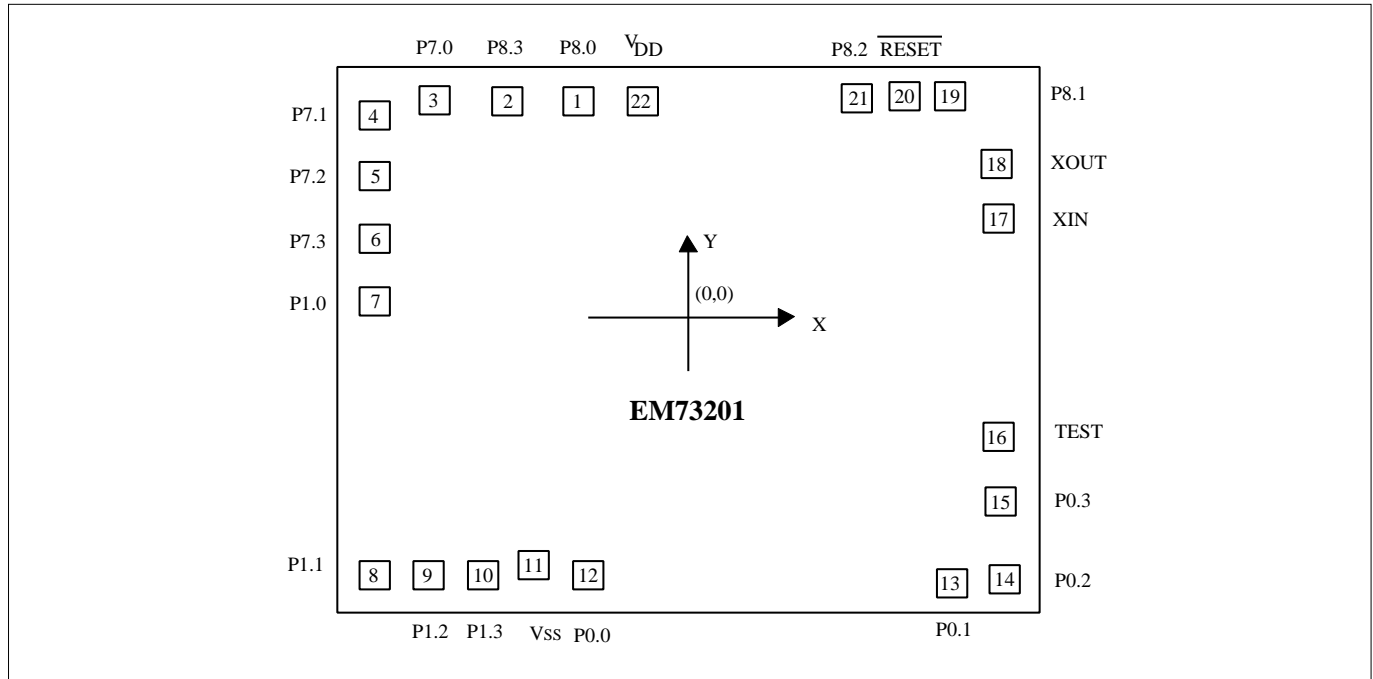 P7.0 P8.3 P8.0 VDD P8.2 RESET
P7.1 4 3 2 1 22 21 20 19 P8.1
18 XOUT
P7.2 5
17 XIN
P7.3 6 Y
P1.0 7 (0,0)
X
EM73201
16 TEST
15 P0.3
P1.1 8 9 10 11 12 13 14 P0.2
P1.2 P1.3 VSS P0.0 P0.1